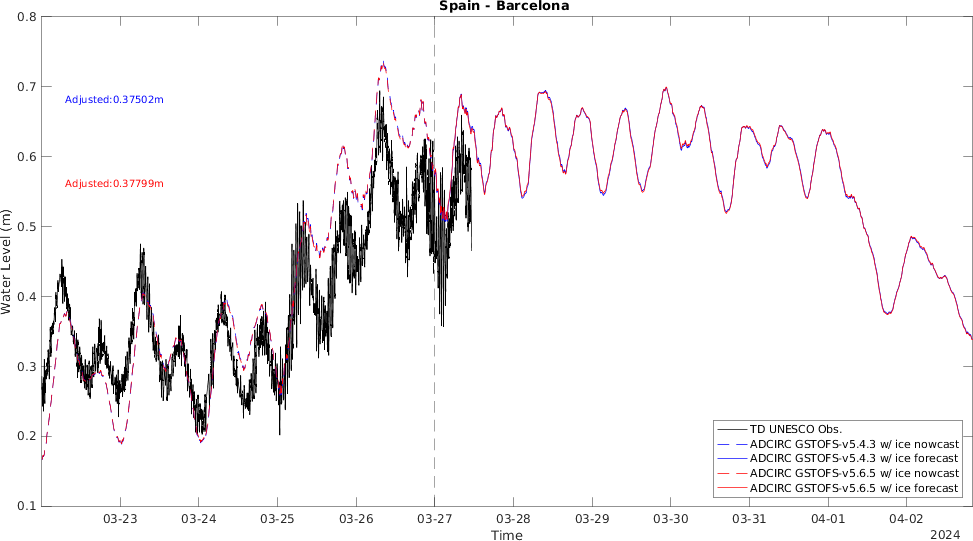 Spain - Barcelona
0.8
0.7
0.6
0.5
0.4
0.3
0.2
0.1
Water Level (m)
Adjusted:0.37502m
Adjusted:0.37799m
TD UNESCO Obs.
ADCIRC GSTOFS-v5.4.3 w/ ice nowcast
ADCIRC GSTOFS-v5.4.3 w/ ice forecast
ADCIRC GSTOFS-v5.6.5 w/ ice nowcast
ADCIRC GSTOFS-v5.6.5 w/ ice forecast
03-23 03-24 03-25 03-26 03-27 03-28 03-29 03-30 03-31 04-01 04-02
Time
2024